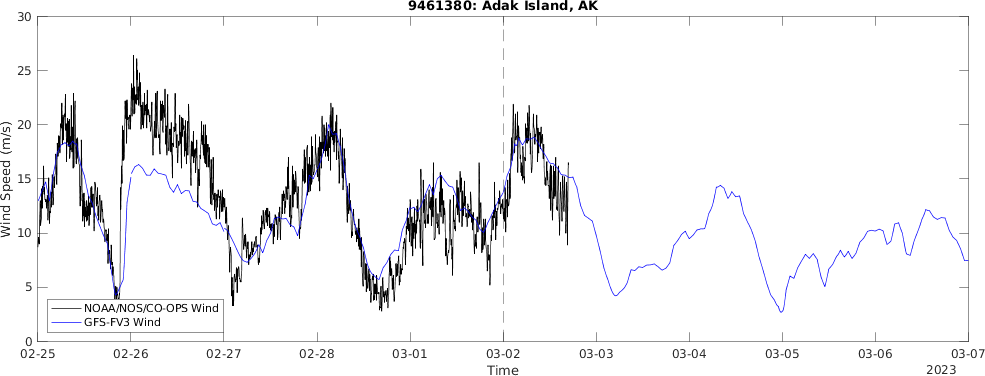 9461380: Adak Island, AK
30
25
20
15
10
5
0
Wind Speed (m/s)
NOAA/NOS/CO-OPS Wind
GFS-FV3 Wind
02-25 02-26 02-27 02-28 03-01 03-02 03-03 03-04 03-05 03-06 03-07
Time
2023